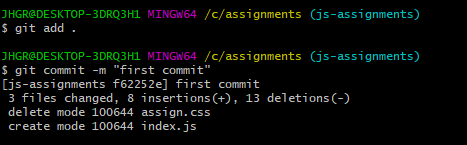 JHGR@DESKTOP-3DRQ3H1 MINGW64 /c/assignments (js-assignments)
$ git add .
JHGR@DESKTOP-3DRQ3H1 MINGW64 /c/assignments (js-assignments)
$ git commit -m "first commit"
[js-assignments f62252e] first commit
 3 files changed, 8 insertions(+), 13 deletions(-)
 delete mode 100644 assign.css
 create mode 100644 index.js